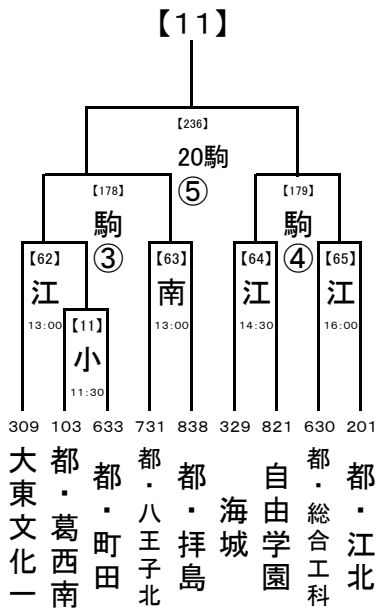 【11】
【236】
20駒
⑤
【178】
駒
③
【179】
駒
④
【62】
江
13:00
【63】
南
13:00
【64】
江
14:30
【65】
江
16:00
【11】
小
11:30
309 103 633 731 838 329 821 630 201
大東文化一
都・葛西南
都・町田
都・八王子北
都・拝島
海城
自由学園
都・総合工科
都・江北